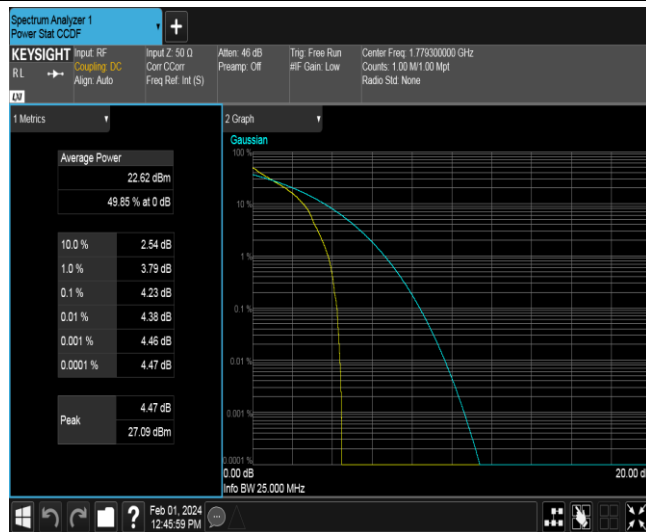 Spectrum Analyzer 1
Power Stat CCDF
+
KEYSIGHT
RL
LXI
Input: RF
Coupling: DC
Align: Auto
Input Z: 50 Ω
Corr CCorr
Freq Ref: Int (S)
Atten: 46 dB
Preamp: Off
Trig: Free Run
#IF Gain: Low
Center Freq: 1.779300000 GHz
Counts: 1.00 M/1.00 Mpt
Radio Std: None
1 Metrics
Average Power
22.62 dBm
49.85 % at 0 dB
10.0 % 2.54 dB
1.0 % 3.79 dB
0.1 % 4.23 dB
0.01 % 4.38 dB
0.001 % 4.46 dB
0.0001 % 4.47 dB
Peak
4.47 dB
27.09 dBm
2 Graph
Gaussian
100 %
10 %
1 %
0.1 %
0.01 %
0.001 %
0.0001 %
0.00 dB
20.00 d
Info BW 25.000 MHz
?
Feb 01, 2024
12:45:59 PM